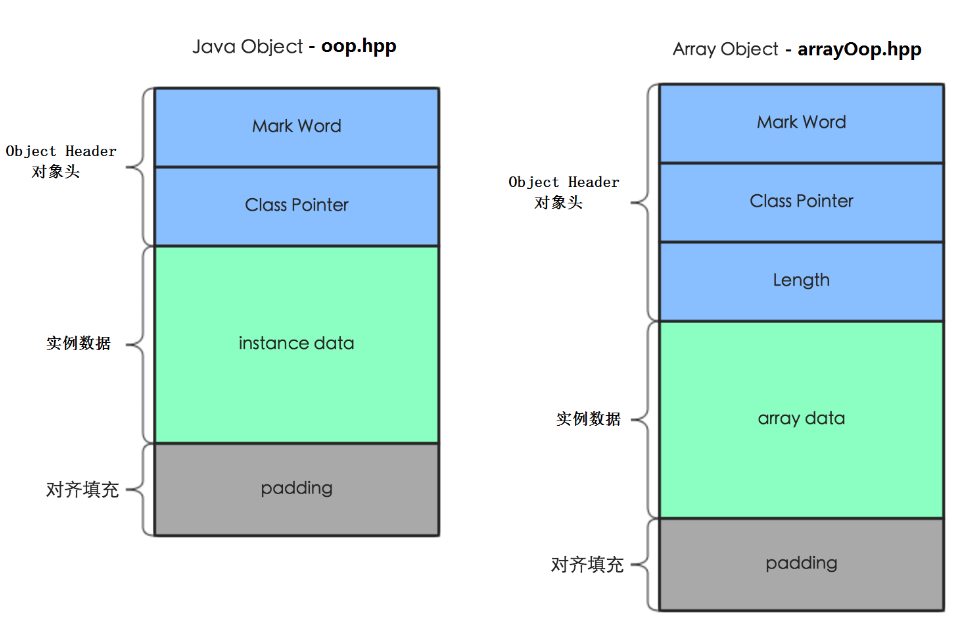 Java Object - oop.hpp
Object Header
对象头
Mark Word
Class Pointer
实例数据
instance data
对齐填充
padding
Array Object - arrayOop.hpp
Object Header
对象头
Mark Word
Class Pointer
Length
实例数据
array data
对齐填充
padding